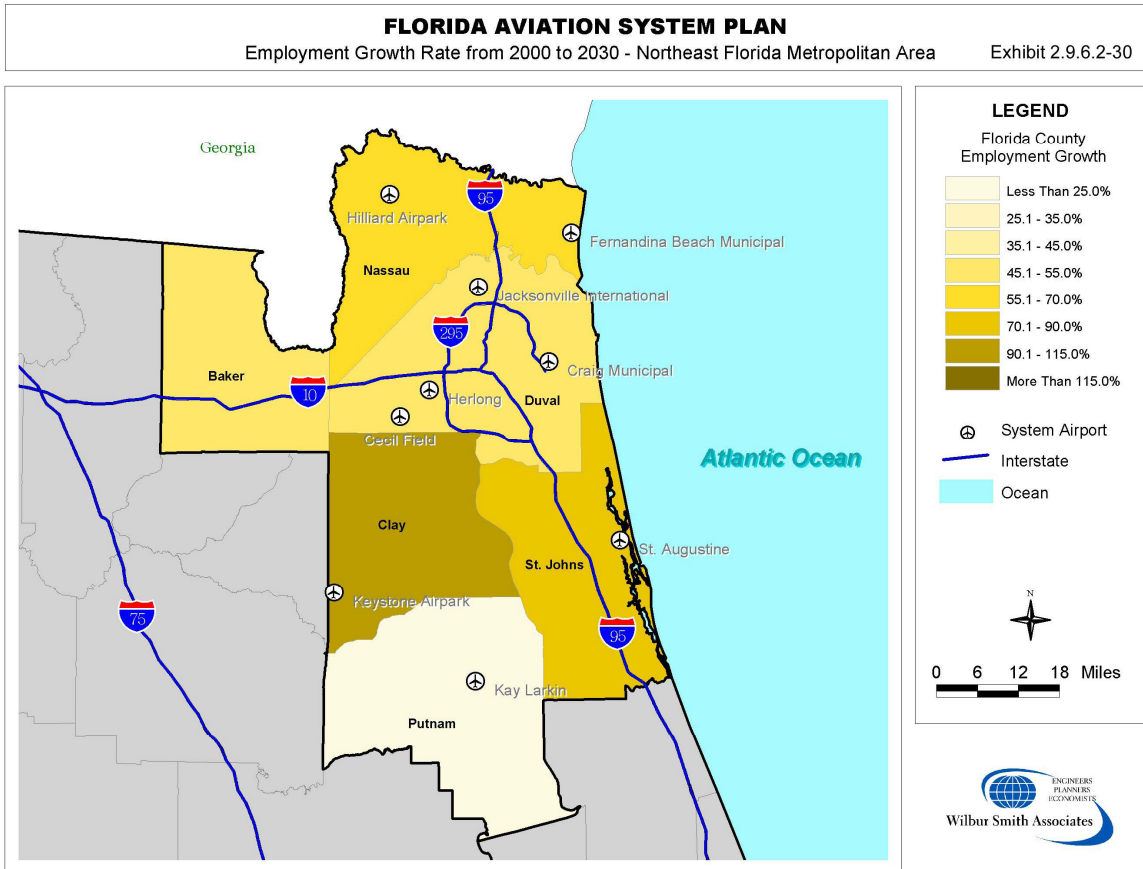 FLORIDA AVIATION SYSTEM PLAN
Employment Growth Rate from 2000 to 2030 - Northeast Florida Metropolitan Area
Exhibit 2.9.6.2-30
Georgia
95
Hilliard Airpark
Fernandina Beach Municipal
Nassau
Jacksonville International
295
Baker
Craig Municipal
10
Herlong
Duval
Cecil Field
Atlantic Ocean
Clay
St. Augustine
St. Johns
Keystone Airpark
75
95
Kay Larkin
Putnam
LEGEND
Florida County
Employment Growth
Less Than 25.0%
25.1 - 35.0%
35.1 - 45.0%
45.1 - 55.0%
55.1 - 70.0%
70.1 - 90.0%
90.1 - 115.0%
More Than 115.0%
System Airport
Interstate
Ocean
N
0 6 12 18 Miles
ENGINEERS
PLANNERS
ECONOMISTS
Wilbur Smith Associates